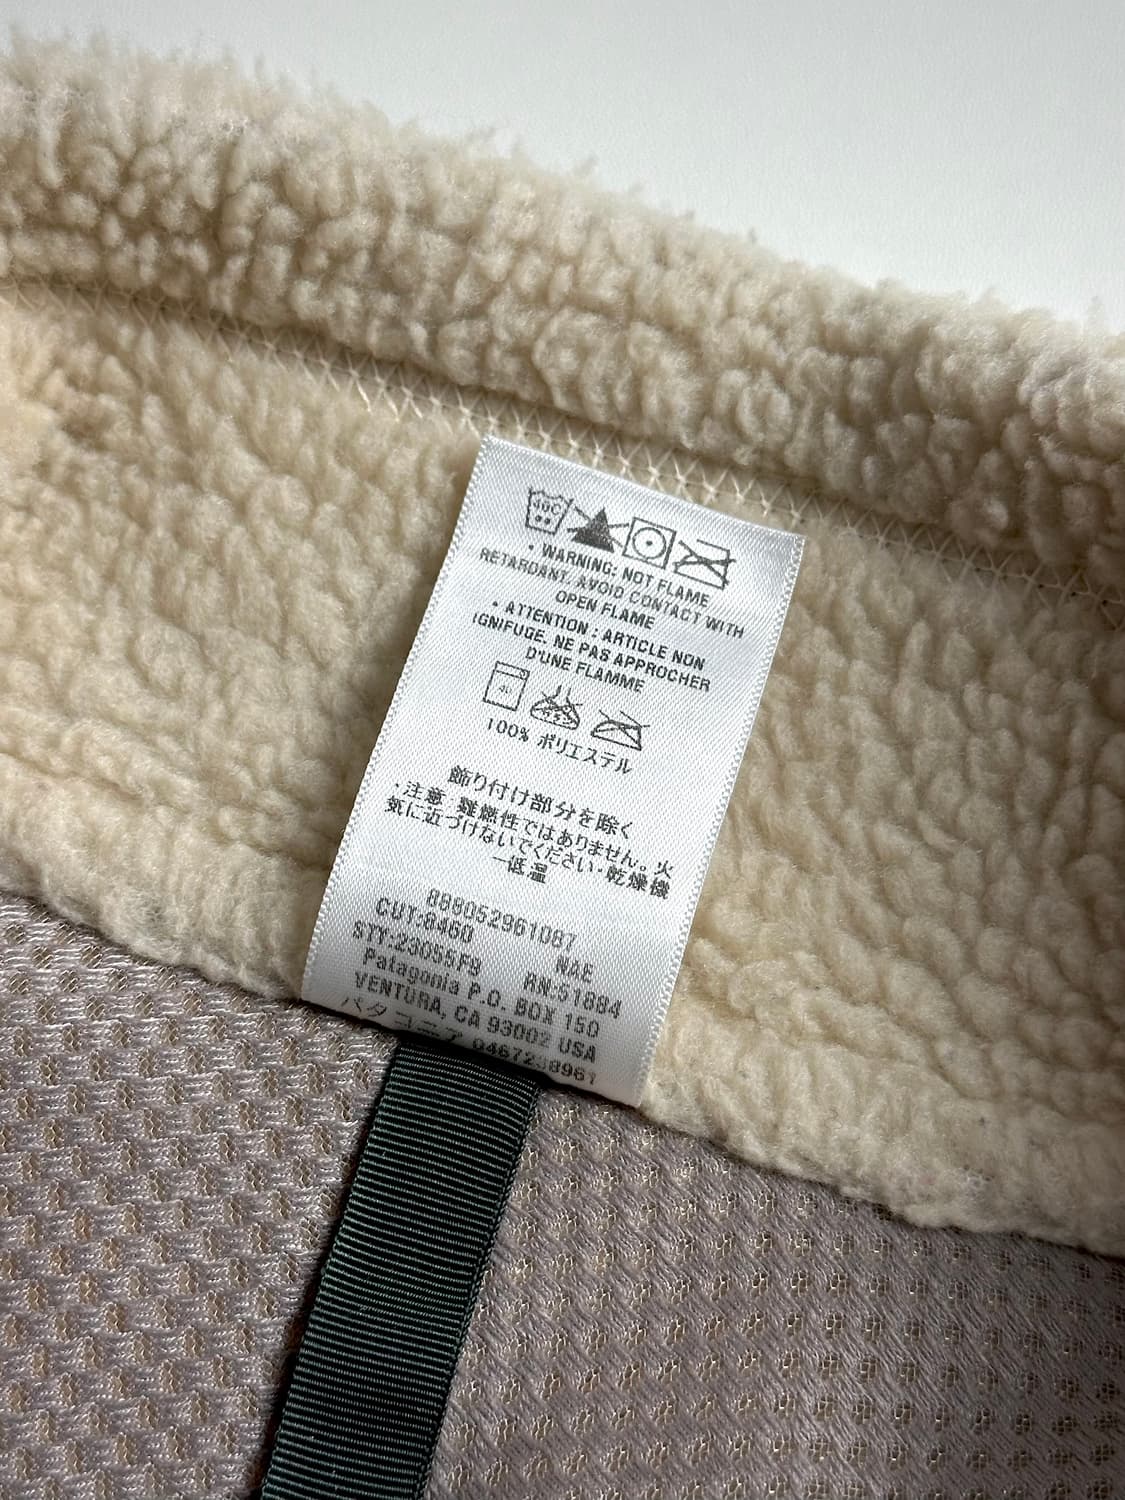 40C
• WARNING: NOT FLAME
RETARDANT. AVOID CONTACT WITH
OPEN FLAME
• ATTENTION : ARTICLE NON
IGNIFUGE. NE PAS APPROCHER
D'UNE FLAMME
100% ポリエステル
飾り付け部分を除く
・注意 難燃性ではありません。火
気に近づけないでください・乾燥機
ー低温
888052961087
CUT:8460
STY:23055F9 NAE
Patagonia P.O. BOX 150 RN:51884
VENTURA, CA 93002 USA
パタゴニア